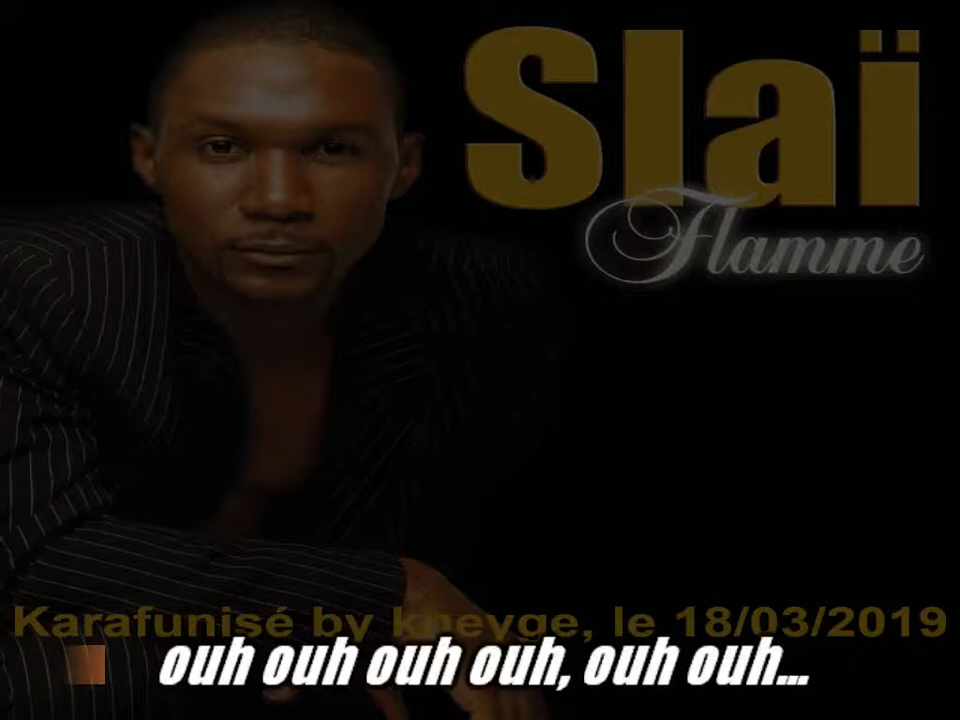 Slaï
Flamme
Karafunisé by kneyge, le 18/03/2019
ouh ouh ouh ouh, ouh ouh...